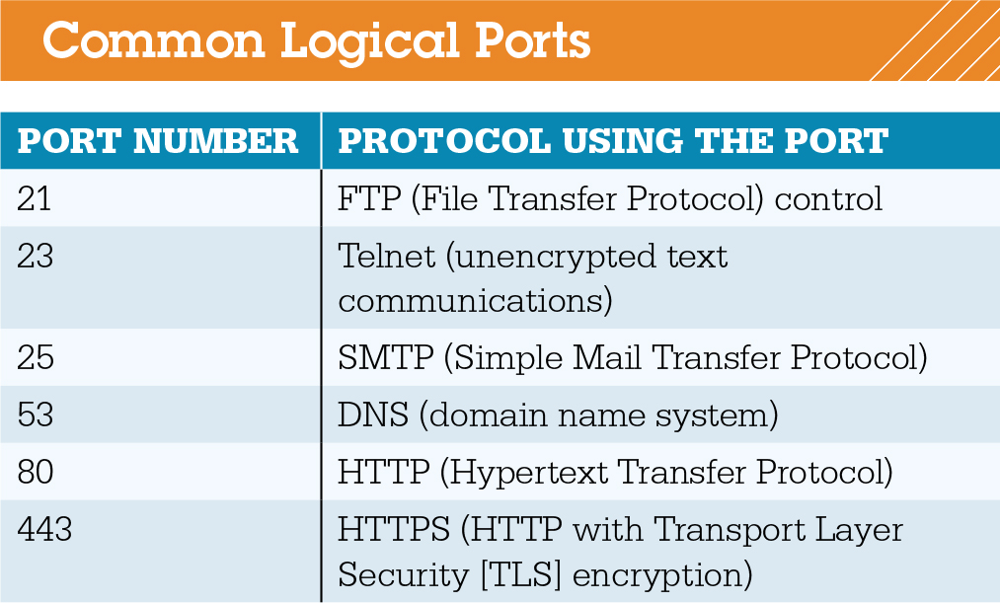 Common Logical Ports
PORT NUMBER PROTOCOL USING THE PORT
21 FTP (File Transfer Protocol) control
23 Telnet (unencrypted text
communications)
25 SMTP (Simple Mail Transfer Protocol)
53 DNS (domain name system)
80 HTTP (Hypertext Transfer Protocol)
443 HTTPS (HTTP with Transport Layer
Security [TLS] encryption)